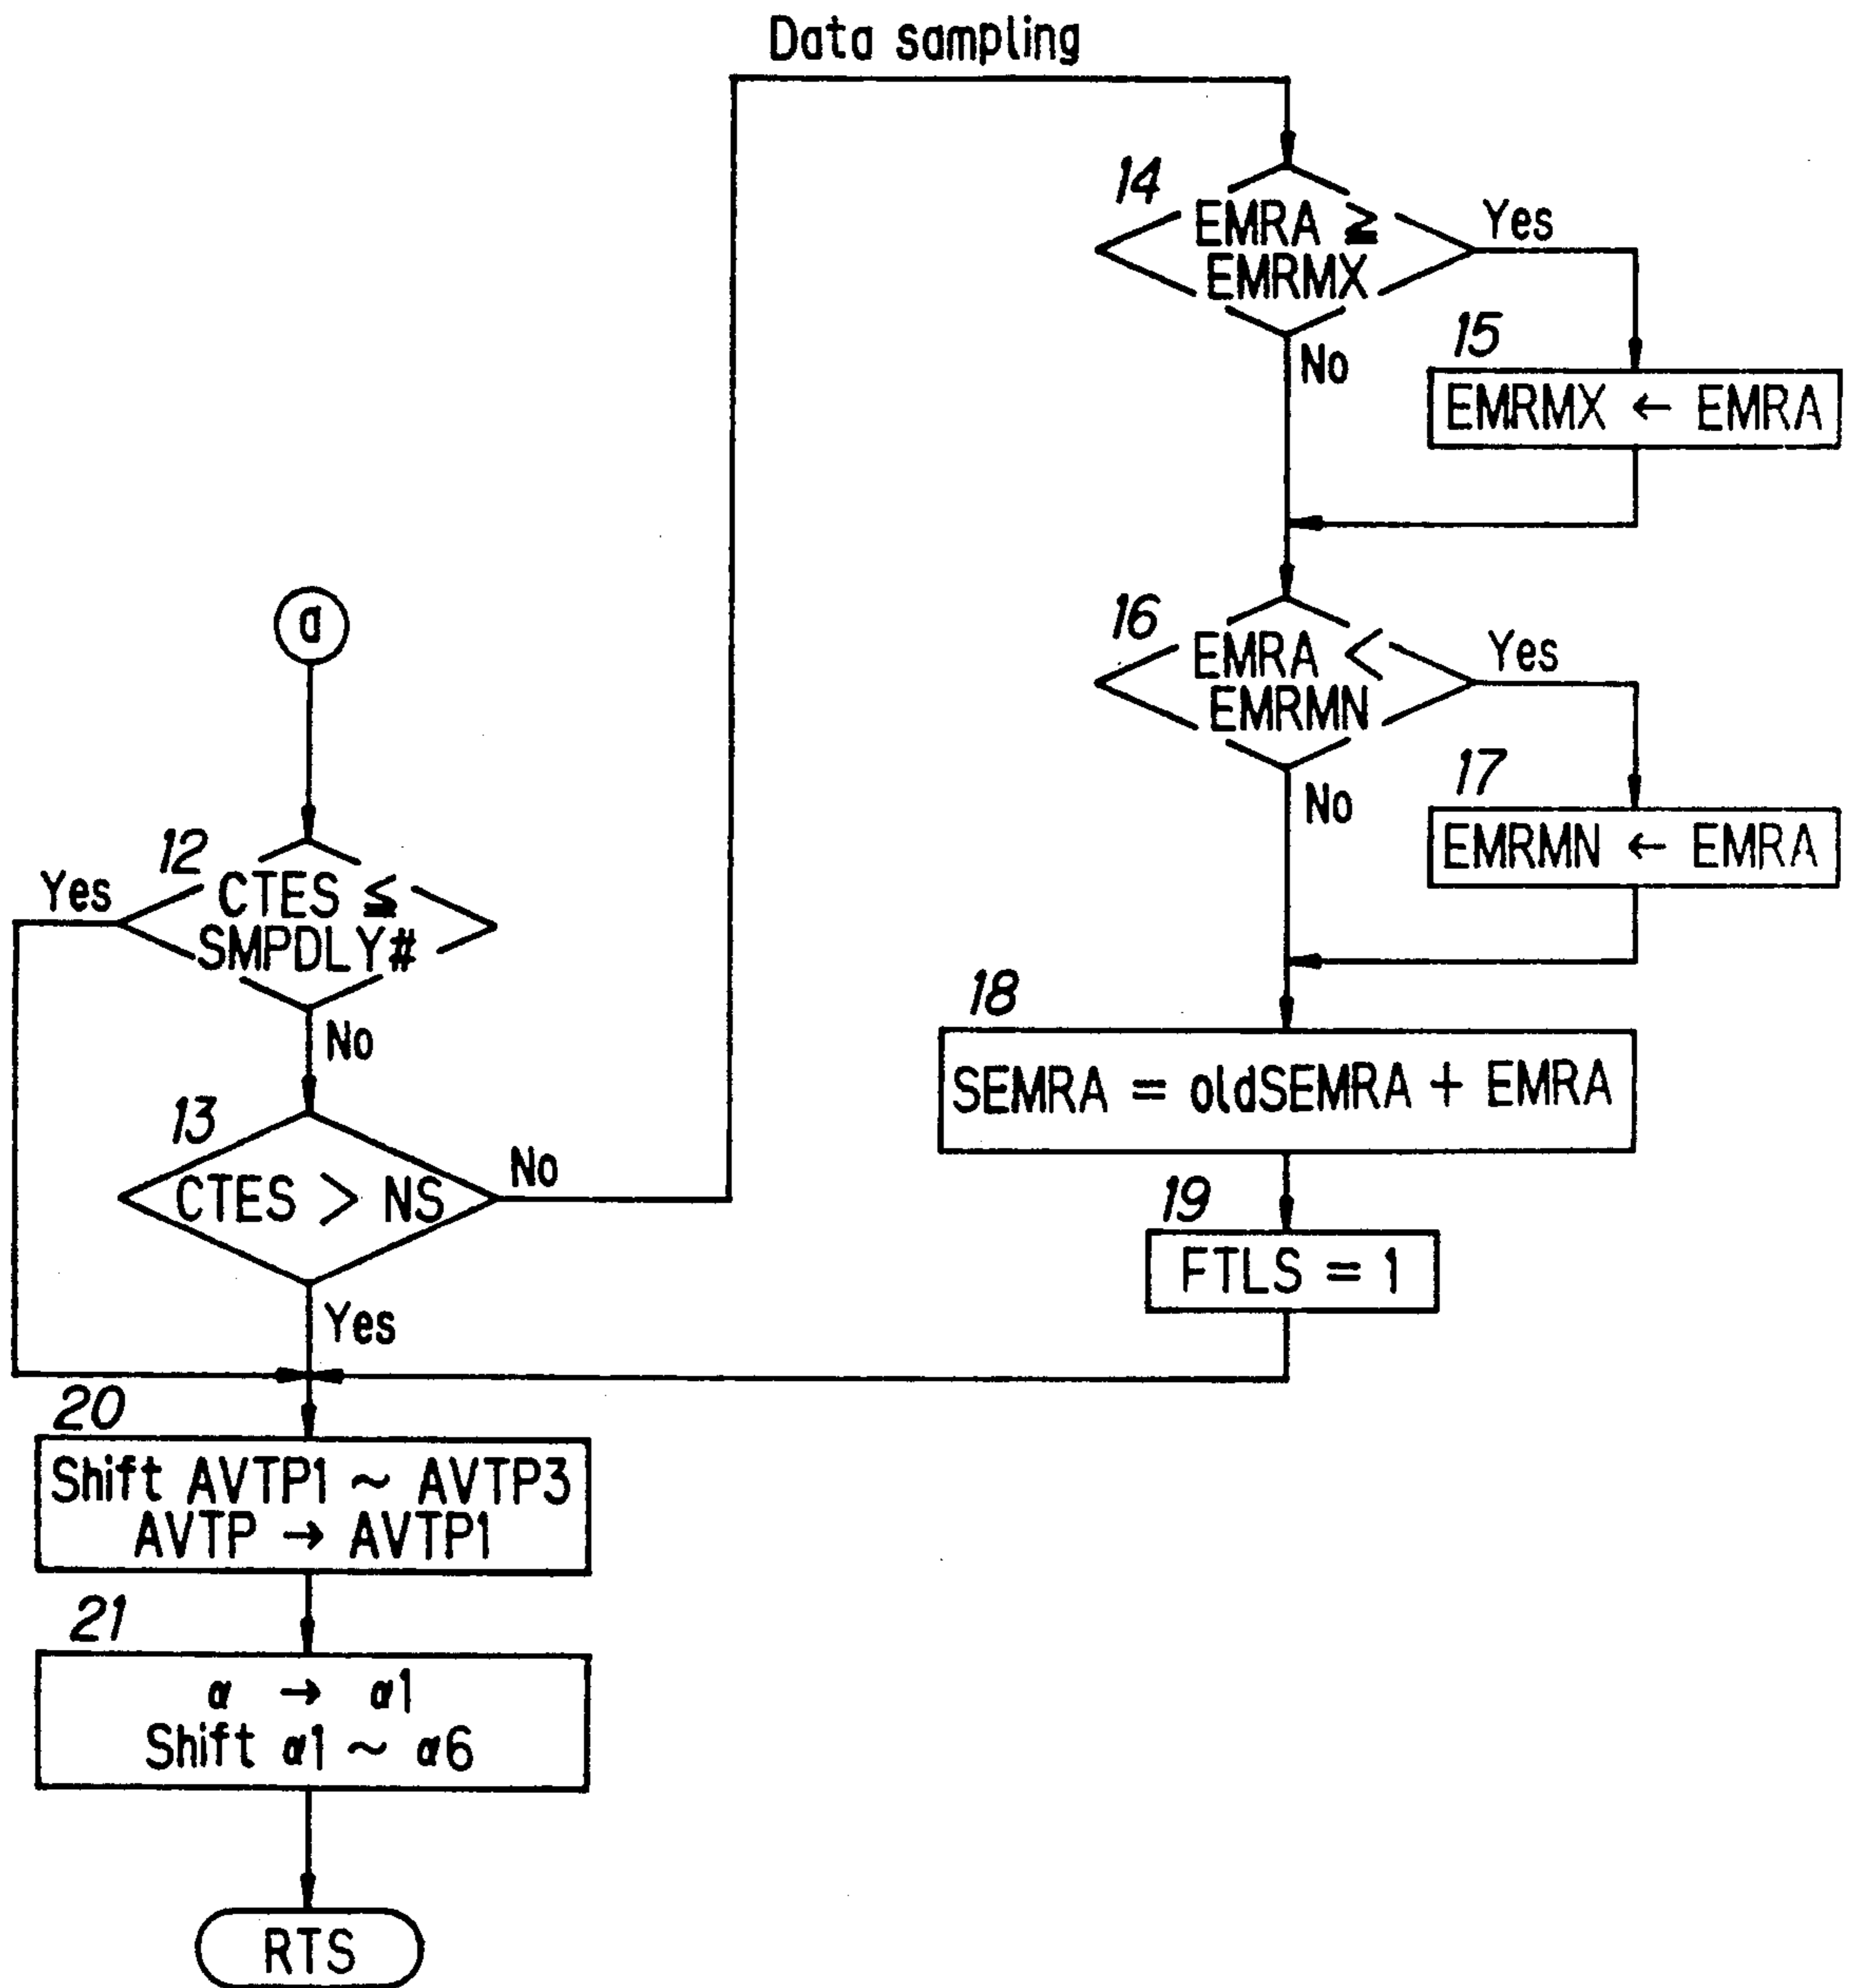 Data sampling
14
EMRA ≧
EMRMX
Yes
No
15
EMRMX ← EMRA
16
EMRA <
EMRMN
Yes
No
17
EMRMN ← EMRA
a
12
Yes
CTES ≦
SMPDLY#
No
13
CTES > NS
No
Yes
18
SEMRA = oldSEMRA + EMRA
19
FTLS = 1
20
Shift AVTP1 ~ AVTP3
AVTP → AVTP1
21
α → α1
Shift α1 ~ α6
RTS